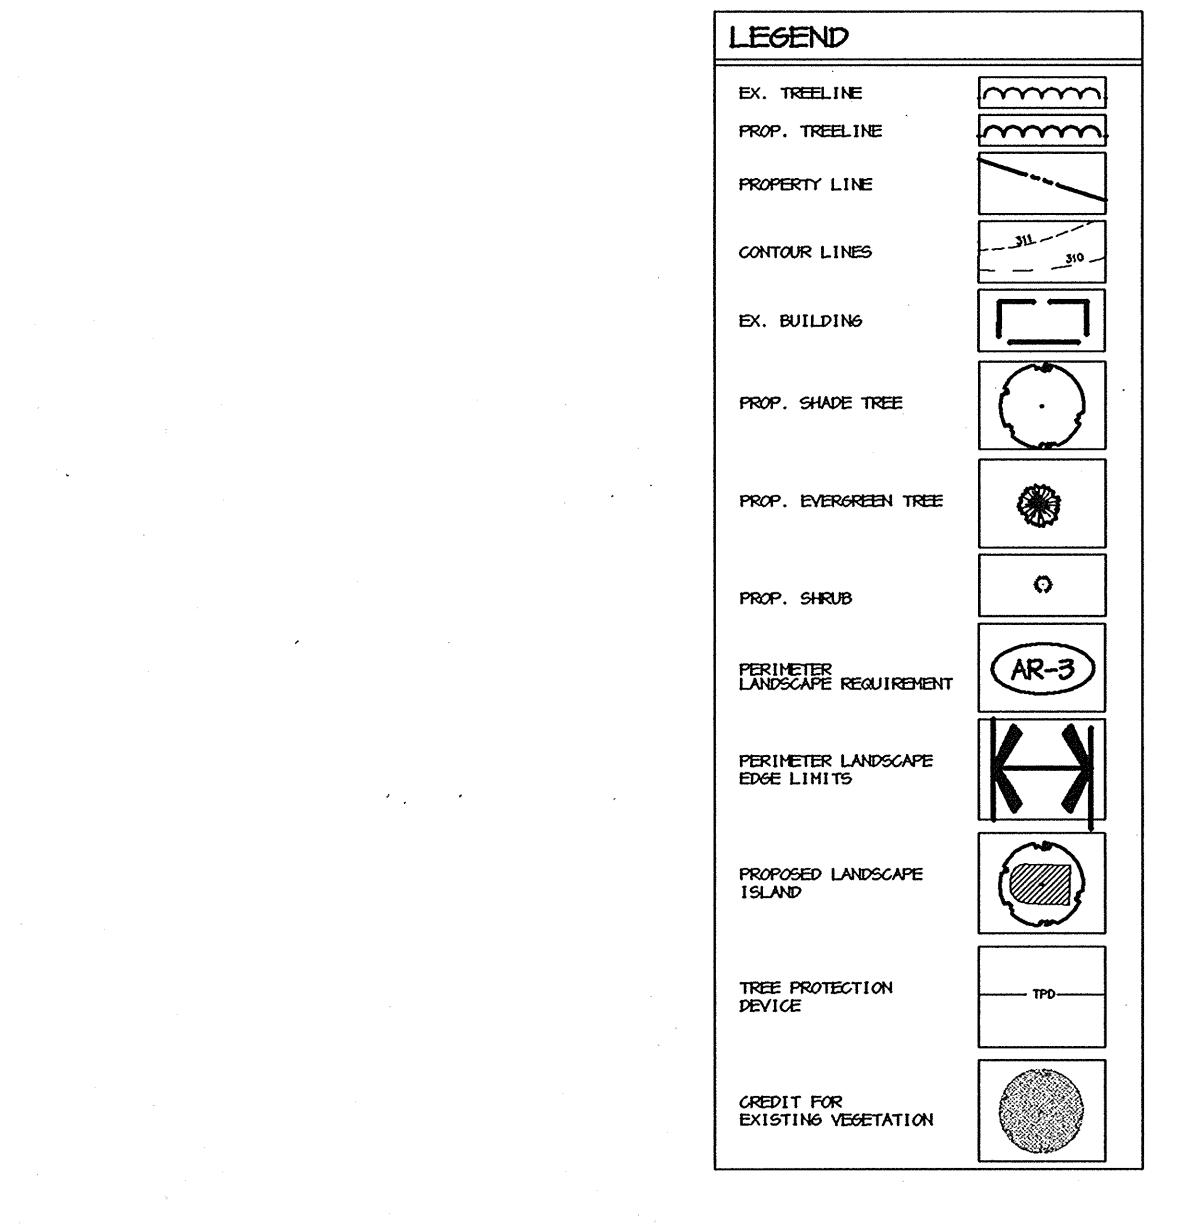 LEGEND
EX. TREELINE
PROP. TREELINE
PROPERTY LINE
CONTOUR LINES
311
310
EX. BUILDING
PROP. SHADE TREE
PROP. EVERGREEN TREE
PROP. SHRUB
PERIMETER
LANDSCAPE REQUIREMENT
AR-3
PERIMETER LANDSCAPE
EDGE LIMITS
PROPOSED LANDSCAPE
ISLAND
TREE PROTECTION
DEVICE
TPD
CREDIT FOR
EXISTING VEGETATION